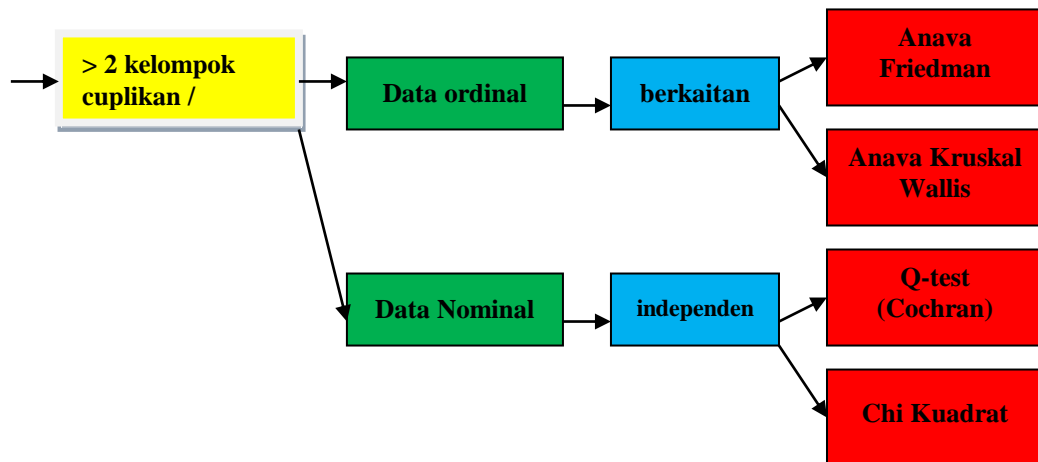 > 2 kelompok
cuplikan /
Data ordinal
berkaitan
Anava
Friedman
Anava Kruskal
Wallis
Data Nominal
independen
Q-test
(Cochran)
Chi Kuadrat